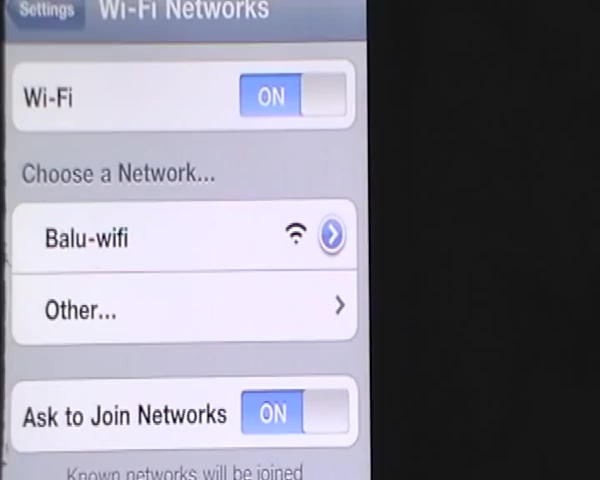 Settings
Wi-Fi Networks
Wi-Fi
ON
Choose a Network...
Balu-wifi
Other...
Ask to Join Networks
ON
Known networks will be joined